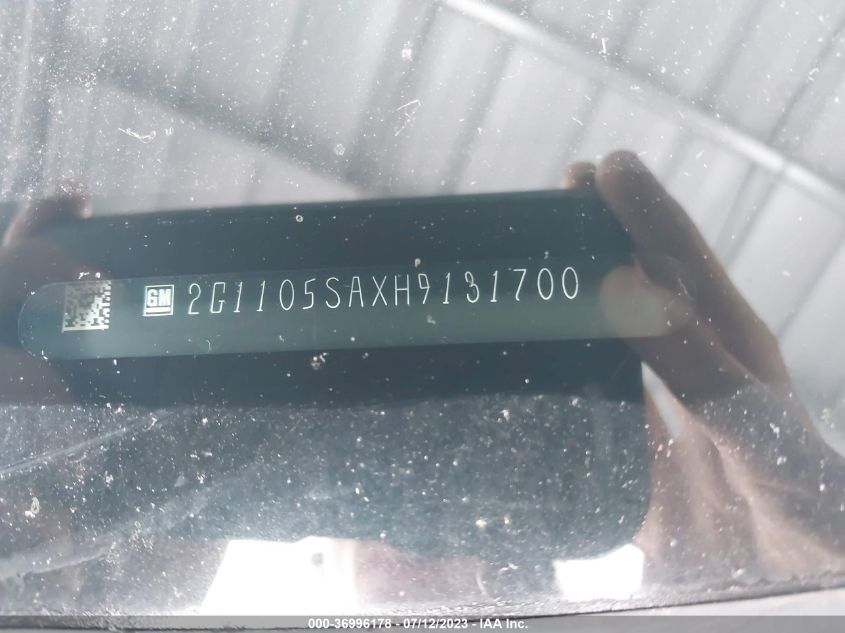 GM 2G1105SAXH9131700
000-36996178 - 07/12/2023 - IAA Inc.